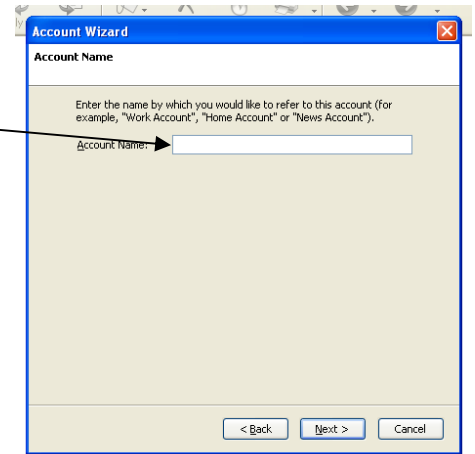 Account Wizard
Account Name
Enter the name by which you would like to refer to this account (for
example, "Work Account", "Home Account" or "News Account").
Account Name:
< Back Next > Cancel